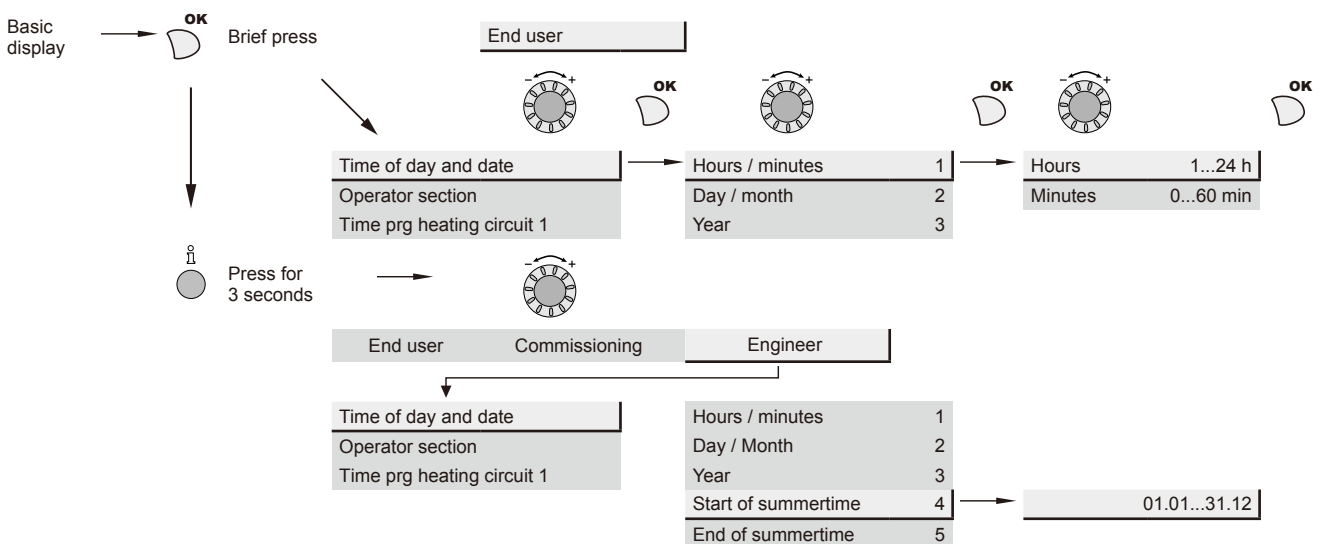 Basic
display
OK
Brief press
End user
- +
OK
- +
OK
- +
OK
Time of day and date
Operator section
Time prg heating circuit 1
Hours / minutes 1
Day / month 2
Year 3
Hours 1...24 h
Minutes 0...60 min
i
Press for
3 seconds
- +
End user Commissioning Engineer
Time of day and date
Operator section
Time prg heating circuit 1
Hours / minutes 1
Day / Month 2
Year 3
Start of summertime 4
End of summertime 5
01.01...31.12